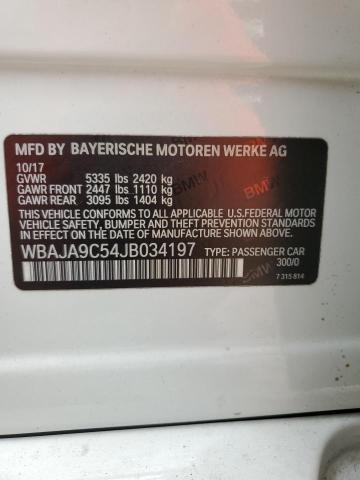 MFD BY BAYERISCHE MOTOREN WERKE AG
10/17
GVWR 5335 lbs 2420 kg
GAWR FRONT 2447 lbs 1110 kg
GAWR REAR 3095 lbs 1404 kg
THIS VEHICLE CONFORMS TO ALL APPLICABLE U.S.FEDERAL MOTOR
VEHICLE SAFETY, BUMPER AND THEFT PREVENTION STANDARDS
IN EFFECT ON THE DATE OF MANUFACTURE SHOWN ABOVE.
WBAJA9C54JB034197 TYPE: PASSENGER CAR
300/0
7 315 814
BMW
BMW
BMW